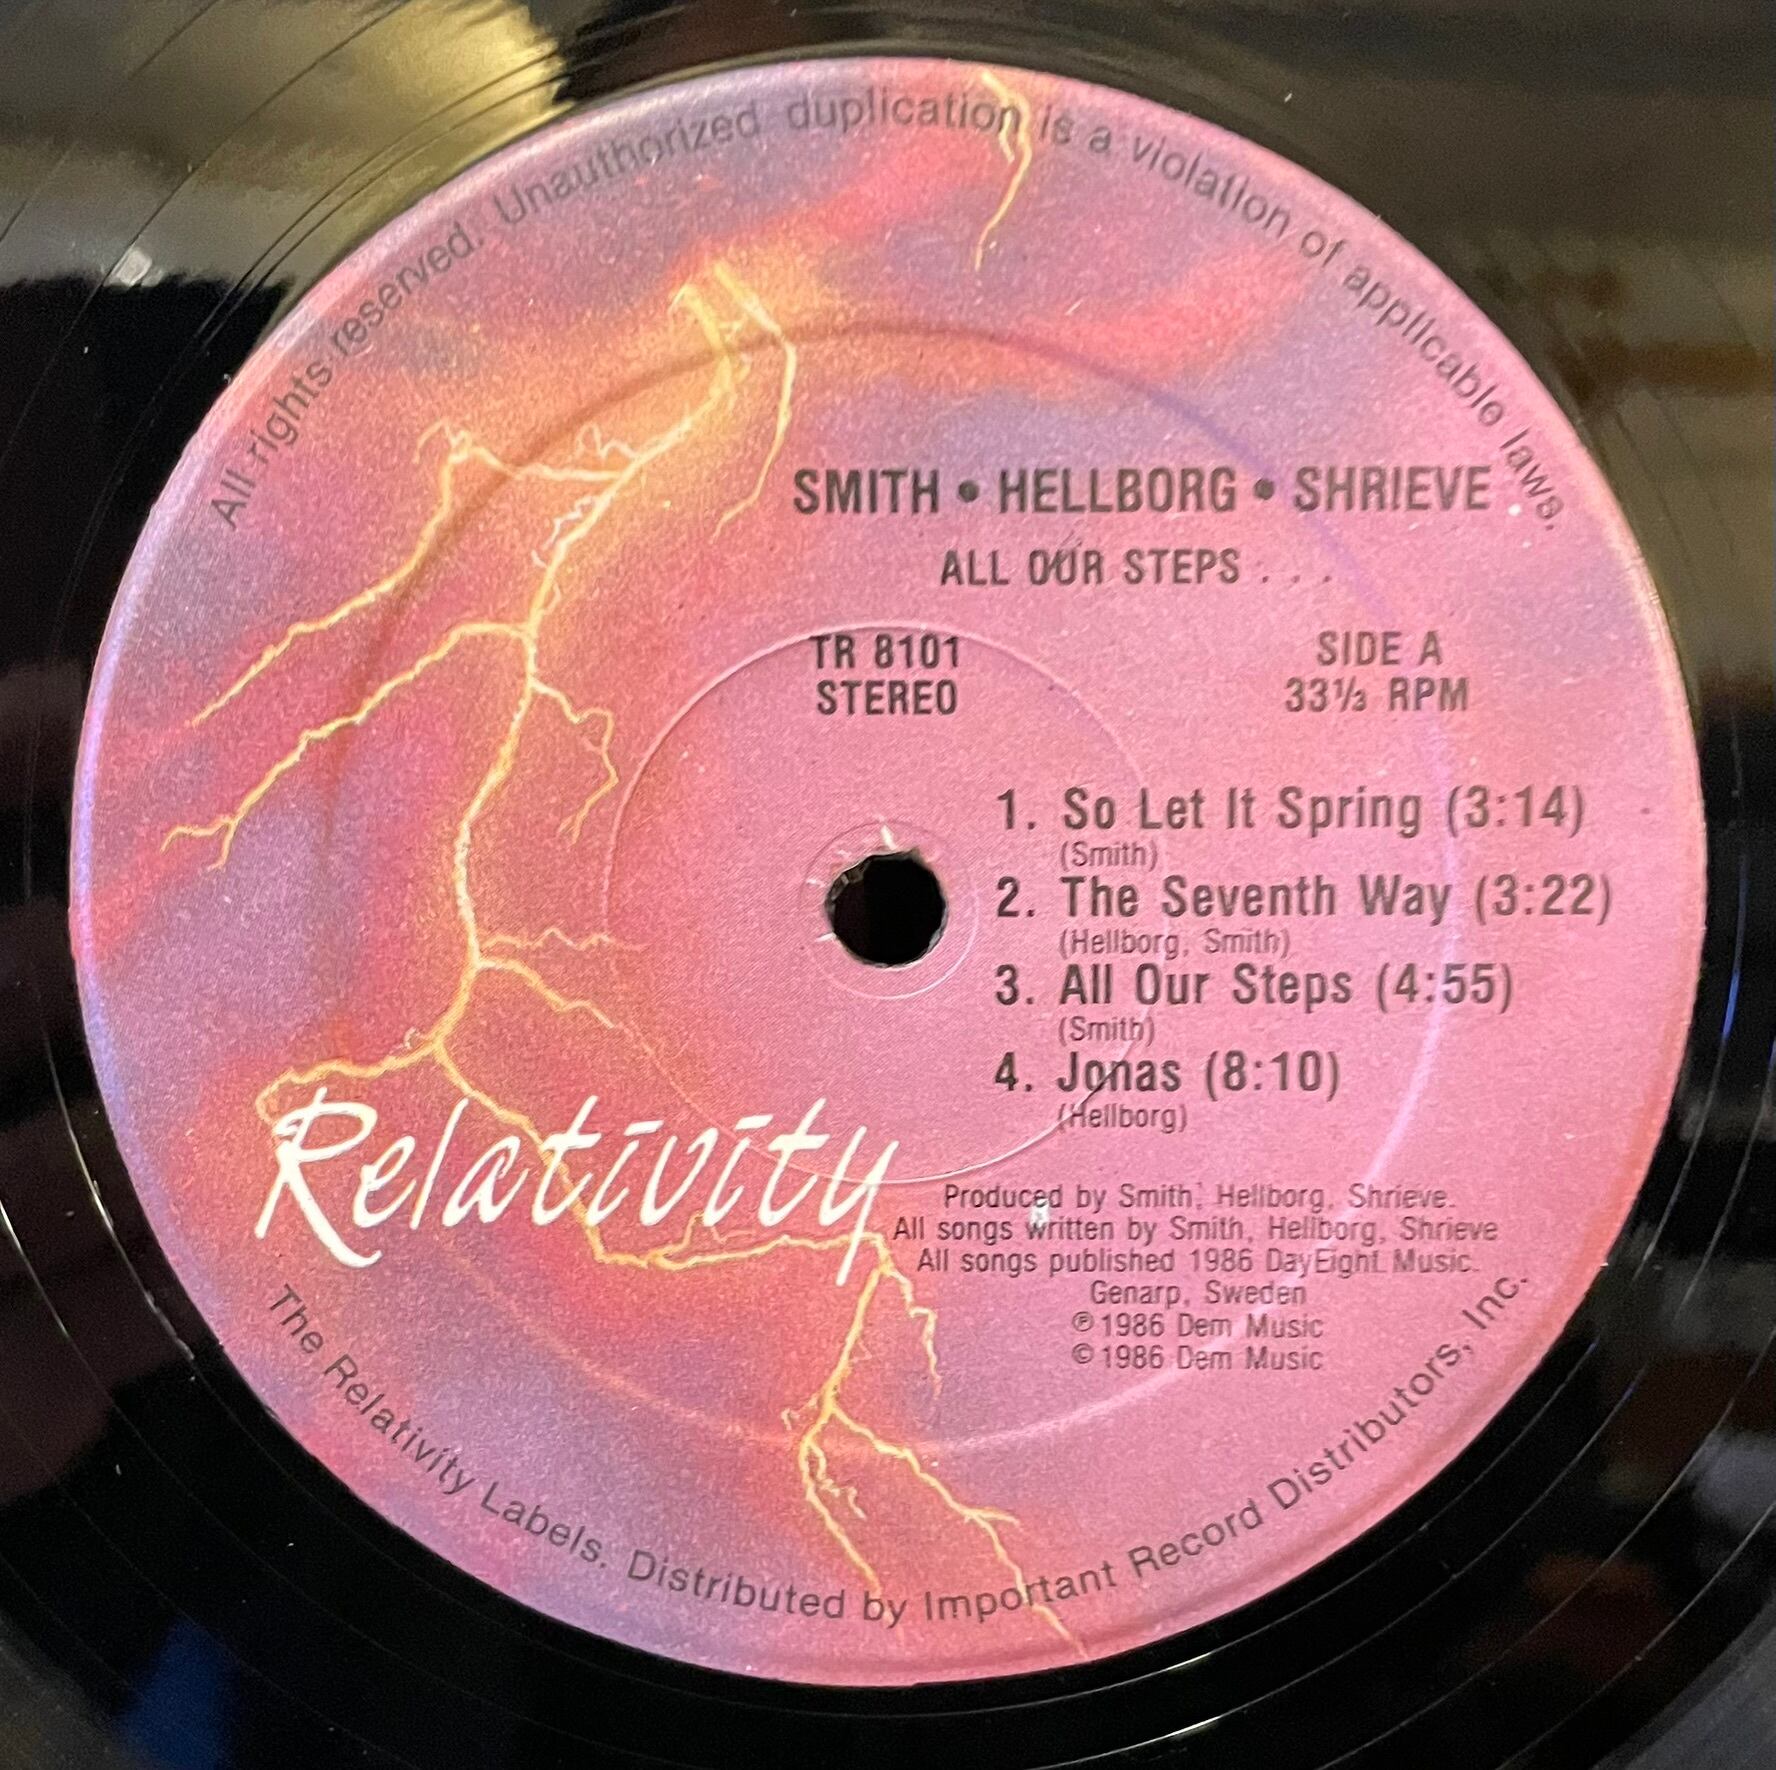 All rights reserved. Unauthorized duplication is a violation of applicable laws.
SMITH • HELLBORG • SHRIEVE
ALL OUR STEPS . . .
TR 8101
STEREO
SIDE A
33⅓ RPM
1. So Let It Spring (3:14)
(Smith)
2. The Seventh Way (3:22)
(Hellborg, Smith)
3. All Our Steps (4:55)
(Smith)
4. Jonas (8:10)
(Hellborg)
Relativity
Produced by Smith, Hellborg, Shrieve.
All songs written by Smith, Hellborg, Shrieve
All songs published 1986 DayEight Music.
Genarp, Sweden
℗ 1986 Dem Music
© 1986 Dem Music
The Relativity Labels. Distributed by Important Record Distributors, Inc.